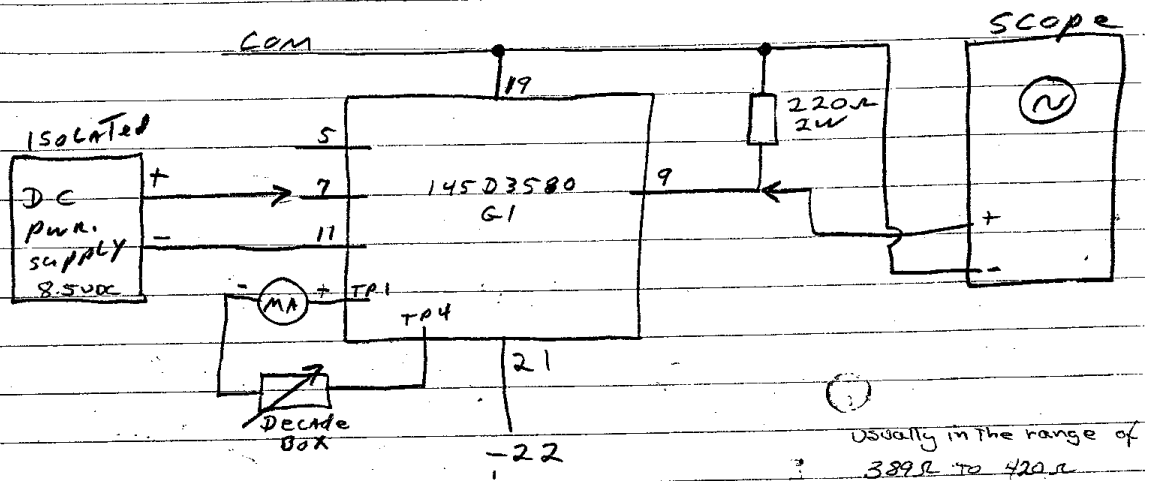 SCOPE
COM
19
220Ω
2W
ISOLATED
5
+
DC
7
145D3580
9
G1
PWR.
11
+
-
SUPPLY
8.5VDC
-
-
MA
+
TP1
TP4
21
DECADE
BOX
-22
usually in the range of
389Ω TO 420Ω